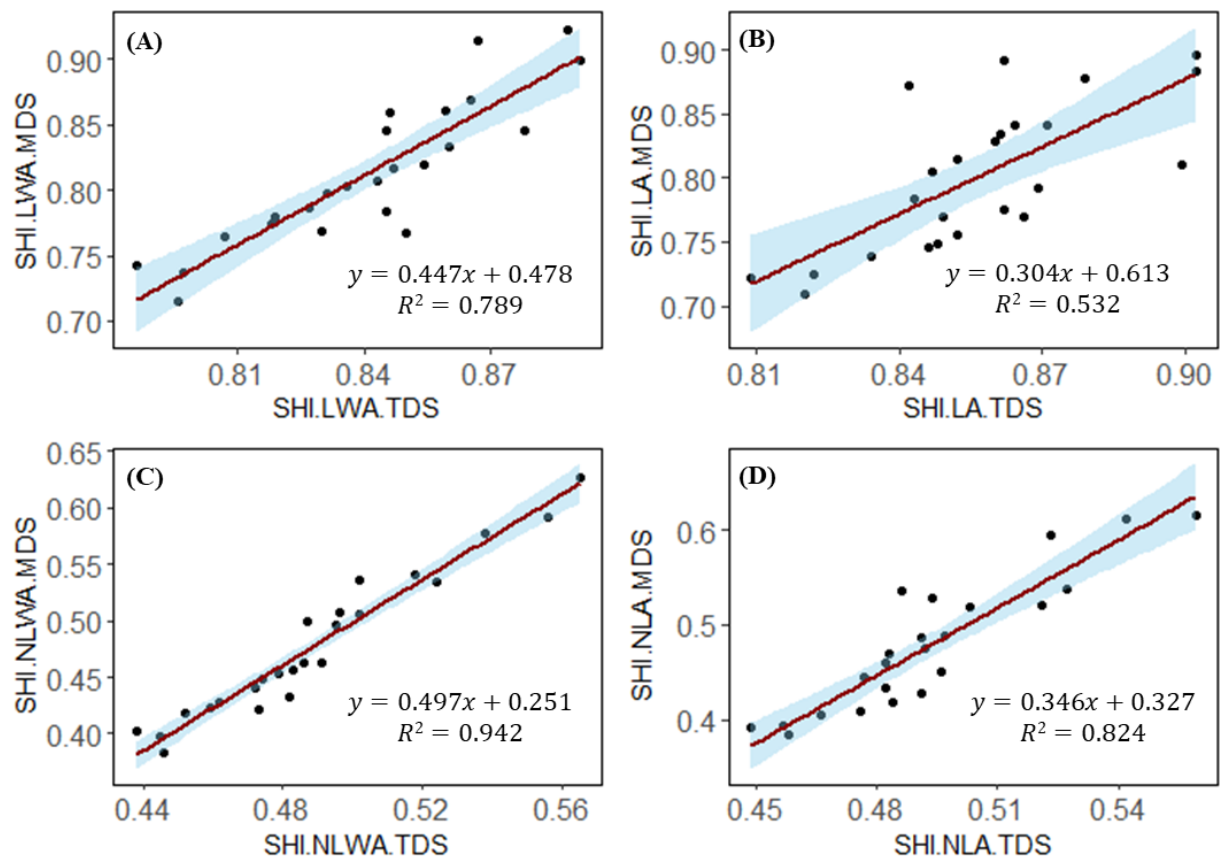 (A)
0.90
0.85
0.80
0.75
0.70
SHI.LWA.MDS
y = 0.447x + 0.478
R² = 0.789
0.81 0.84 0.87
SHI.LWA.TDS
(B)
0.90
0.85
0.80
0.75
0.70
SHI.LA.MDS
y = 0.304x + 0.613
R² = 0.532
0.81 0.84 0.87 0.90
SHI.LA.TDS
(C)
0.65
0.60
0.55
0.50
0.45
0.40
SHI.NLWA.MDS
y = 0.497x + 0.251
R² = 0.942
0.44 0.48 0.52 0.56
SHI.NLWA.TDS
(D)
0.6
0.5
0.4
SHI.NLA.MDS
y = 0.346x + 0.327
R² = 0.824
0.45 0.48 0.51 0.54
SHI.NLA.TDS